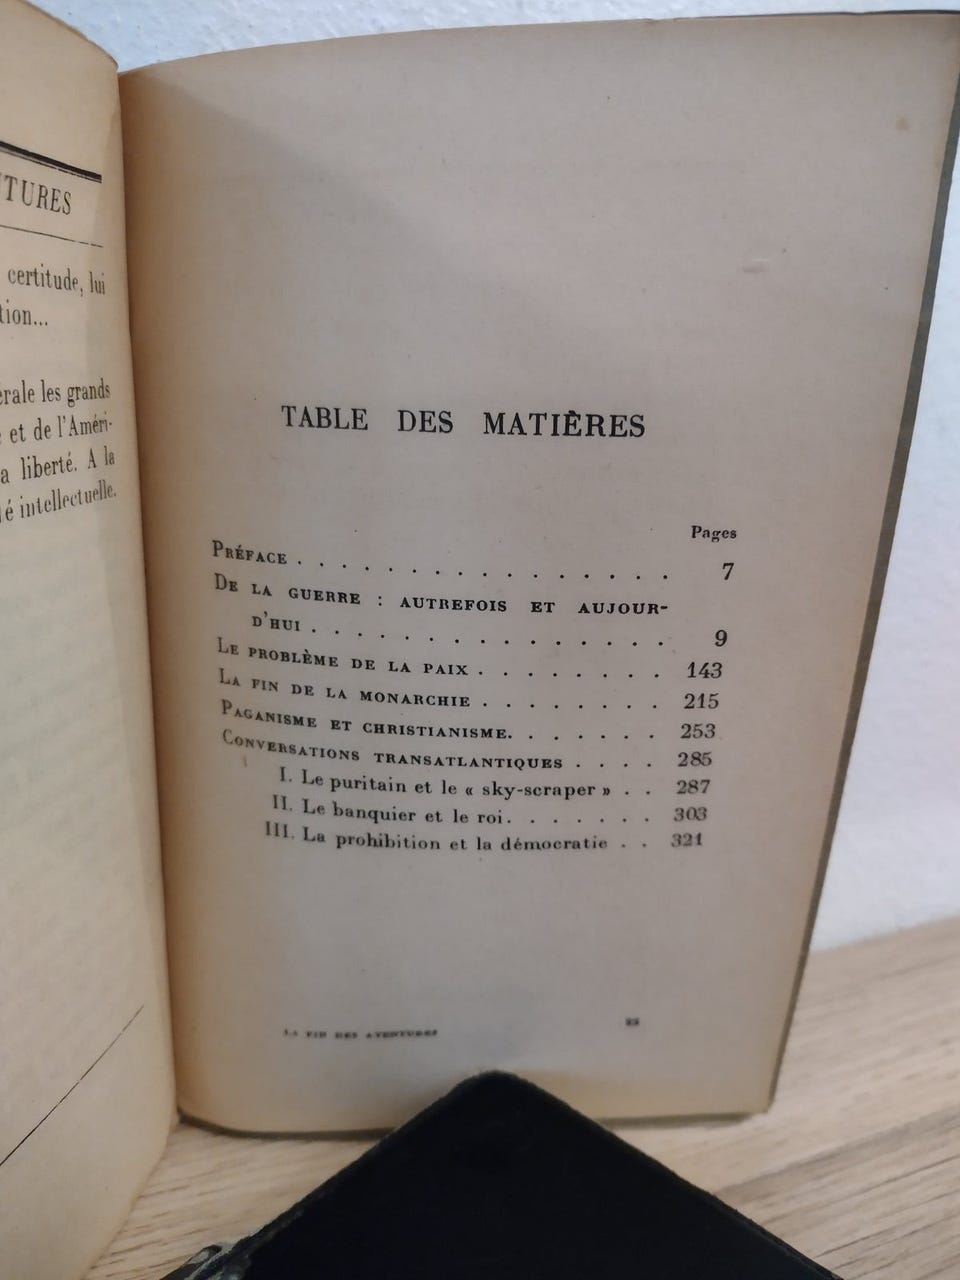 TURES
certitude, lui
tion...
érale les grands
et de l'Améri-
a liberté. A la
é intellectuelle.
TABLE DES MATIÈRES
Pages
PRÉFACE . . . . . . . . . . . . . . . . 7
DE LA GUERRE : AUTREFOIS ET AUJOUR-
D'HUI . . . . . . . . . . . . . . . . 9
LE PROBLÈME DE LA PAIX . . . . . . . . 143
LA FIN DE LA MONARCHIE . . . . . . . . 215
PAGANISME ET CHRISTIANISME. . . . . . . 253
CONVERSATIONS TRANSATLANTIQUES . . . . 285
I. Le puritain et le « sky-scraper » . . 287
II. Le banquier et le roi. . . . . . . . 303
III. La prohibition et la démocratie . . 321
LA FIN DES AVENTURES